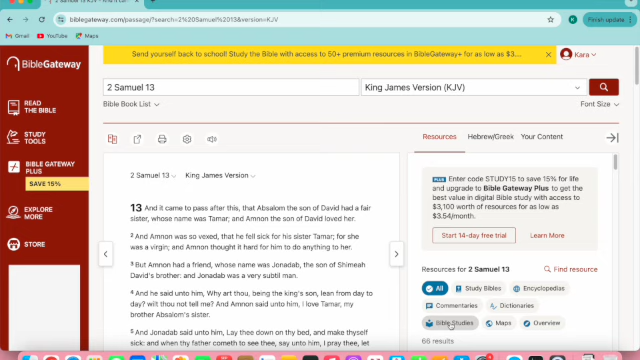 2 Samuel 13 KJV
biblegateway.com/passage/?search=2%20Samuel%2013&version=KJV
Finish update
Gmail YouTube Maps
BibleGateway
Send yourself back to school! Study the Bible with access to 50+ premium resources in BibleGateway+ for as low as $3...
Kara
2 Samuel 13
King James Version (KJV)
Bible Book List
Font Size
READ
THE BIBLE
STUDY
TOOLS
BIBLE GATEWAY
PLUS
SAVE 15%
EXPLORE
MORE
STORE
Resources Hebrew/Greek Your Content
2 Samuel 13 King James Version
13 And it came to pass after this, that Absalom the son of David had a fair
sister, whose name was Tamar; and Amnon the son of David loved her.
2 And Amnon was so vexed, that he fell sick for his sister Tamar; for she
was a virgin; and Amnon thought it hard for him to do anything to her.
3 But Amnon had a friend, whose name was Jonadab, the son of Shimeah
David's brother: and Jonadab was a very subtil man.
4 And he said unto him, Why art thou, being the king's son, lean from day to
day? wilt thou not tell me? And Amnon said unto him, I love Tamar, my
brother Absalom's sister.
5 And Jonadab said unto him, Lay thee down on thy bed, and make thyself
sick: and when thy father cometh to see thee, say unto him, I pray thee, let
PLUS Enter code STUDY15 to save 15% for life
and upgrade to Bible Gateway Plus to get the
best value in digital Bible study with access to
$3,100 worth of resources for as low as
$3.54/month.
Start 14-day free trial Learn More
Resources for 2 Samuel 13 Find resource
All Study Bibles Encyclopedias
Commentaries Dictionaries
Bible Studies Maps Overview
66 results